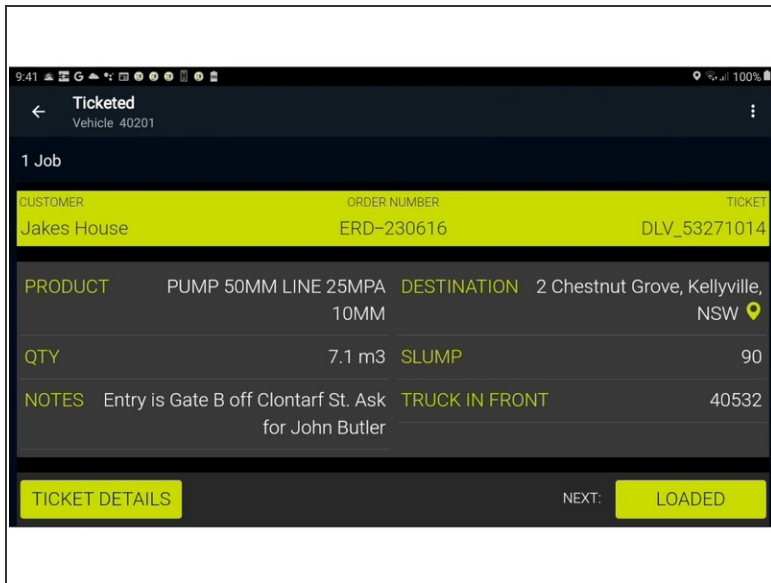 9:41
100%
Ticketed
Vehicle 40201
1 Job
CUSTOMER ORDER NUMBER TICKET
Jakes House ERD-230616 DLV_53271014
PRODUCT PUMP 50MM LINE 25MPA
10MM
DESTINATION 2 Chestnut Grove, Kellyville,
NSW
QTY 7.1 m3
SLUMP 90
NOTES Entry is Gate B off Clontarf St. Ask
for John Butler
TRUCK IN FRONT 40532
TICKET DETAILS
NEXT: LOADED